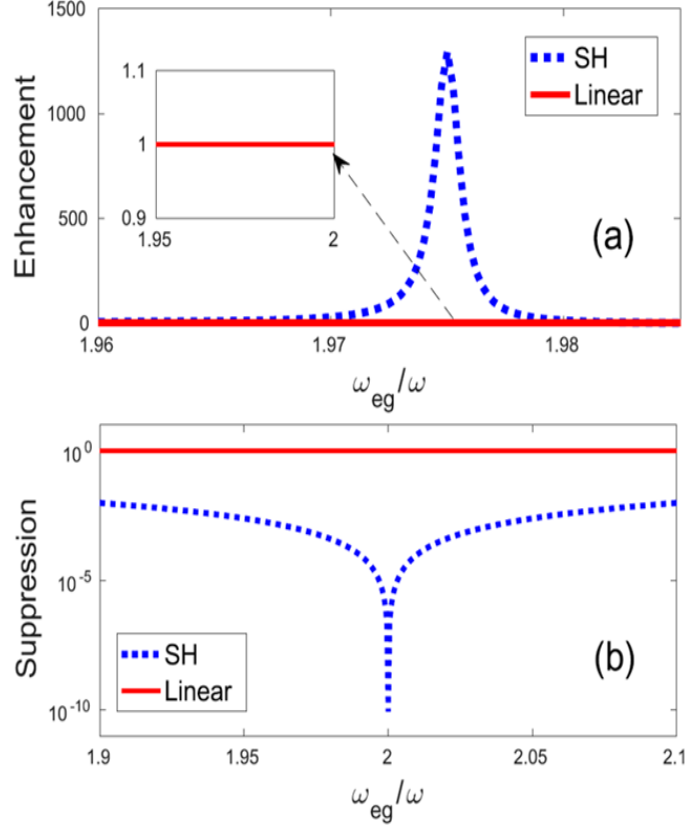 1500
1000
500
0
Enhancement
1.1
1
0.9
1.95
2
SH
Linear
(a)
1.96
1.97
1.98
ω_eg/ω
10^0
10^-5
10^-10
Suppression
SH
Linear
(b)
1.9
1.95
2
2.05
2.1
ω_eg/ω